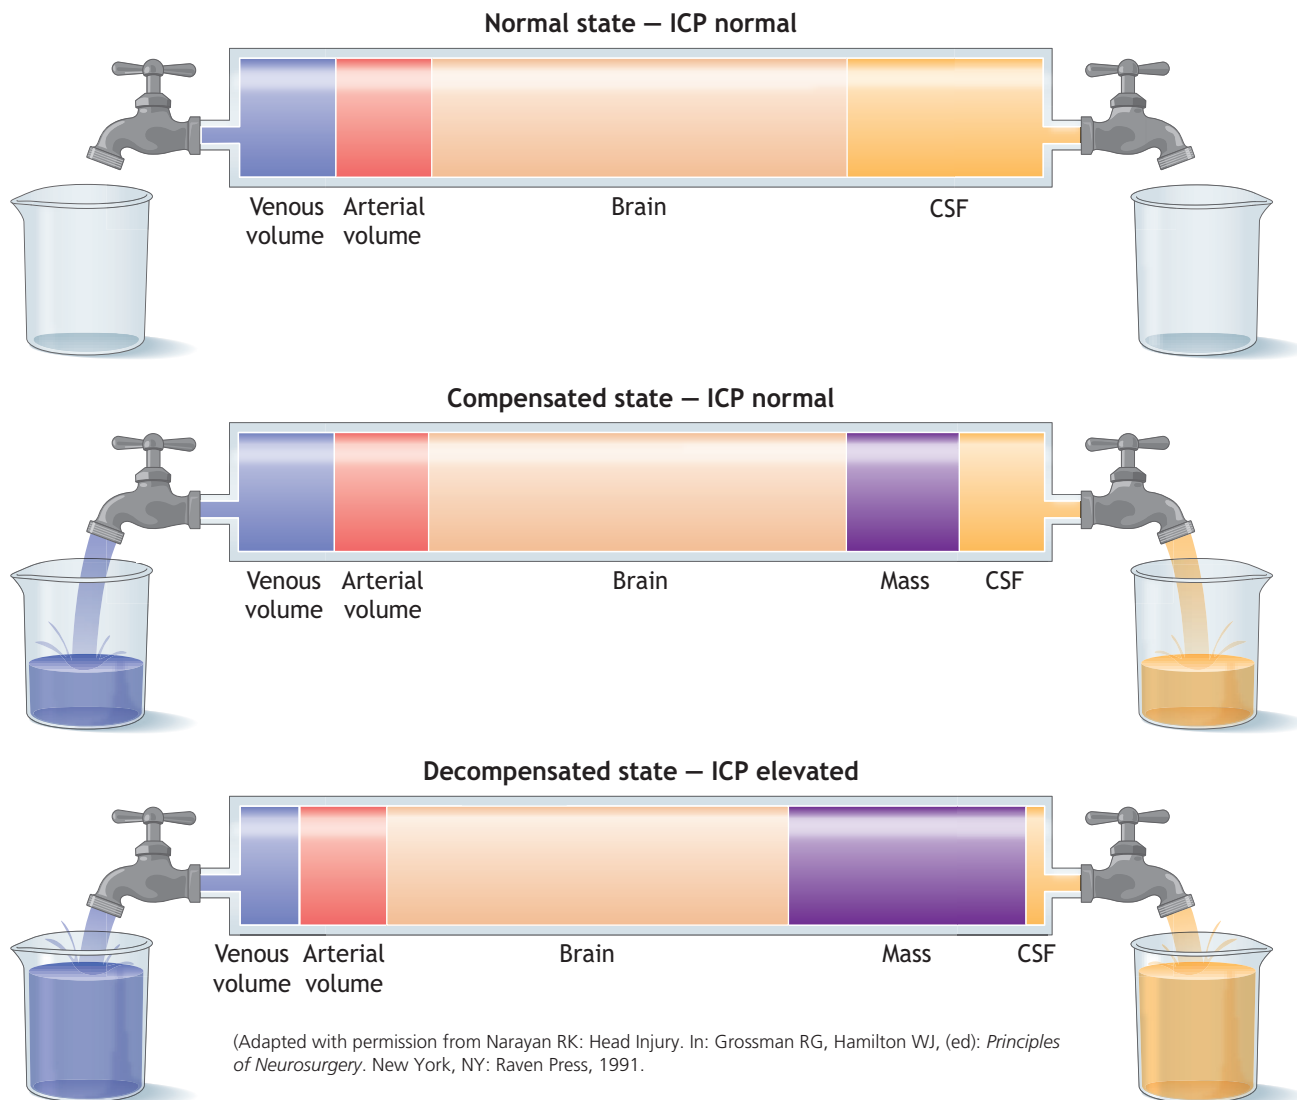 Normal state — ICP normal
Venous volume
Arterial volume
Brain
CSF
Compensated state — ICP normal
Venous volume
Arterial volume
Brain
Mass
CSF
Decompensated state — ICP elevated
Venous volume
Arterial volume
Brain
Mass
CSF
(Adapted with permission from Narayan RK: Head Injury. In: Grossman RG, Hamilton WJ, (ed): Principles
of Neurosurgery. New York, NY: Raven Press, 1991.